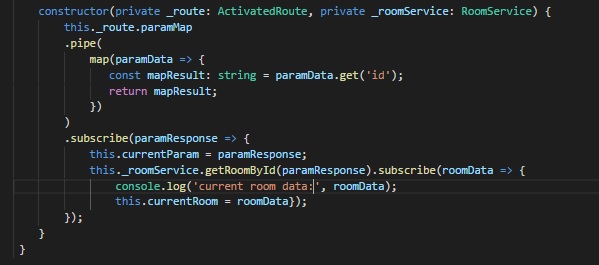 constructor(private _route: ActivatedRoute, private _roomService: RoomService) {
this._route.paramMap
.pipe(
map(paramData => {
const mapResult: string = paramData.get('id');
return mapResult;
})
)
.subscribe(paramResponse => {
this.currentParam = paramResponse;
this._roomService.getRoomById(paramResponse).subscribe(roomData => {
console.log('current room data:', roomData);
this.currentRoom = roomData});
});
}
}